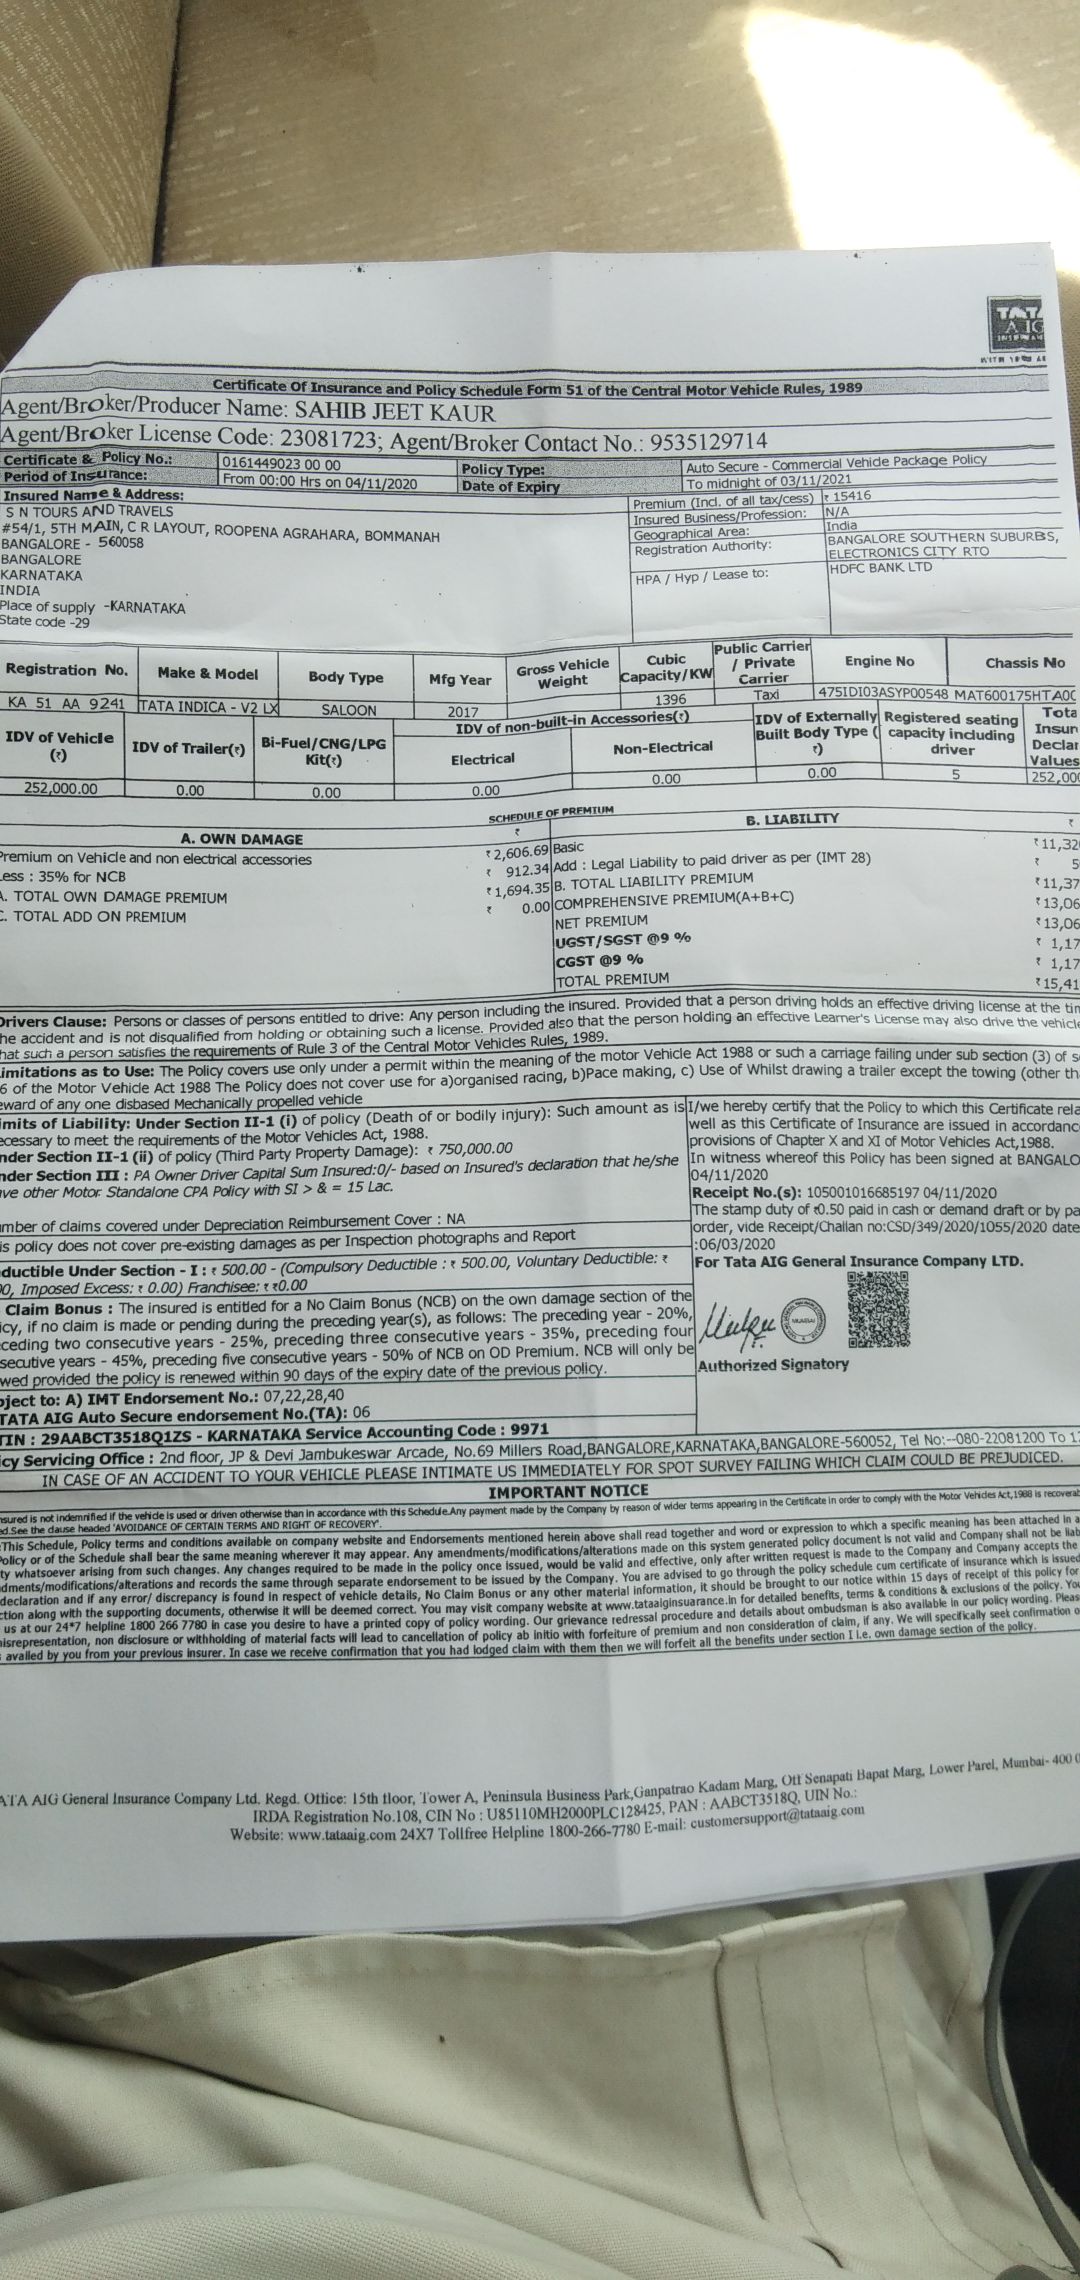 TAT
AIG
WITH YOU AL
Certificate Of Insurance and Policy Schedule Form 51 of the Central Motor Vehicle Rules, 1989
Agent/Broker/Producer Name: SAHIB JEET KAUR
Agent/Broker License Code: 23081723; Agent/Broker Contact No.: 9535129714
Certificate & Policy No.: 0161449023 00 00 Policy Type: Auto Secure - Commercial Vehicle Package Policy
Period of Insurance: From 00:00 Hrs on 04/11/2020 Date of Expiry To midnight of 03/11/2021
Insured Name & Address:
S N TOURS AND TRAVELS
#54/1, 5TH MAIN, C R LAYOUT, ROOPENA AGRAHARA, BOMMANAH
BANGALORE - 560058
BANGALORE
KARNATAKA
INDIA
Place of supply -KARNATAKA
State code -29
Premium (Incl. of all tax/cess) ₹ 15416
Insured Business/Profession: N/A
Geographical Area: India
Registration Authority: BANGALORE SOUTHERN SUBURBS,
ELECTRONICS CITY RTO
HPA / Hyp / Lease to: HDFC BANK LTD
Registration No. Make & Model Body Type Mfg Year Gross Vehicle Weight Cubic Capacity/KW Public Carrier / Private Carrier Engine No Chassis No
KA 51 AA 9241 TATA INDICA - V2 LX SALOON 2017 1396 Taxi 475IDI03ASYP00548 MAT600175HTA0
IDV of Vehicle (₹) IDV of Trailer(₹) Bi-Fuel/CNG/LPG Kit(₹) IDV of non-built-in Accessories(₹) Electrical Non-Electrical IDV of Externally Built Body Type ( ₹) Registered seating capacity including driver Tota Insur Declar Values
252,000.00 0.00 0.00 0.00 0.00 0.00 5 252,00
SCHEDULE OF PREMIUM
A. OWN DAMAGE ₹ B. LIABILITY ₹
Premium on Vehicle and non electrical accessories ₹ 2,606.69 Basic ₹ 11,32
Less : 35% for NCB ₹ 912.34 Add : Legal Liability to paid driver as per (IMT 28) ₹ 5
A. TOTAL OWN DAMAGE PREMIUM ₹ 1,694.35 B. TOTAL LIABILITY PREMIUM ₹ 11,37
C. TOTAL ADD ON PREMIUM ₹ 0.00 COMPREHENSIVE PREMIUM(A+B+C) ₹ 13,06
NET PREMIUM ₹ 13,06
UGST/SGST @9 % ₹ 1,17
CGST @9 % ₹ 1,17
TOTAL PREMIUM ₹ 15,41
Drivers Clause: Persons or classes of persons entitled to drive: Any person including the insured. Provided that a person driving holds an effective driving license at the tim
he accident and is not disqualified from holding or obtaining such a license. Provided also that the person holding an effective Learner's License may also drive the vehicle
hat such a person satisfies the requirements of Rule 3 of the Central Motor Vehicles Rules, 1989.
imitations as to Use: The Policy covers use only under a permit within the meaning of the motor Vehicle Act 1988 or such a carriage failing under sub section (3) of s
6 of the Motor Vehicle Act 1988 The Policy does not cover use for a)organised racing, b)Pace making, c) Use of Whilst drawing a trailer except the towing (other th
eward of any one disbased Mechanically propelled vehicle
imits of Liability: Under Section II-1 (i) of policy (Death of or bodily injury): Such amount as is
ecessary to meet the requirements of the Motor Vehicles Act, 1988.
nder Section II-1 (ii) of policy (Third Party Property Damage): ₹ 750,000.00
nder Section III : PA Owner Driver Capital Sum Insured:0/- based on Insured's declaration that he/she
ve other Motor Standalone CPA Policy with SI > & = 15 Lac.
mber of claims covered under Depreciation Reimbursement Cover : NA
is policy does not cover pre-existing damages as per Inspection photographs and Report
ductible Under Section - I : ₹ 500.00 - (Compulsory Deductible : ₹ 500.00, Voluntary Deductible: ₹
00, Imposed Excess: ₹ 0.00) Franchisee: ₹ ₹0.00
Claim Bonus : The insured is entitled for a No Claim Bonus (NCB) on the own damage section of the
icy, if no claim is made or pending during the preceding year(s), as follows: The preceding year - 20%,
ceding two consecutive years - 25%, preceding three consecutive years - 35%, preceding four
secutive years - 45%, preceding five consecutive years - 50% of NCB on OD Premium. NCB will only be
wed provided the policy is renewed within 90 days of the expiry date of the previous policy.
I/we hereby certify that the Policy to which this Certificate rela
well as this Certificate of Insurance are issued in accordanc
provisions of Chapter X and XI of Motor Vehicles Act,1988.
In witness whereof this Policy has been signed at BANGALO
04/11/2020
Receipt No.(s): 105001016685197 04/11/2020
The stamp duty of ₹0.50 paid in cash or demand draft or by pa
order, vide Receipt/Challan no:CSD/349/2020/1055/2020 date
:06/03/2020
For Tata AIG General Insurance Company LTD.
MUMBAI
Authorized Signatory
bject to: A) IMT Endorsement No.: 07,22,28,40
TATA AIG Auto Secure endorsement No.(TA): 06
TIN : 29AABCT3518Q1ZS - KARNATAKA Service Accounting Code : 9971
icy Servicing Office : 2nd floor, JP & Devi Jambukeswar Arcade, No.69 Millers Road,BANGALORE,KARNATAKA,BANGALORE-560052, Tel No:--080-22081200 To 1
IN CASE OF AN ACCIDENT TO YOUR VEHICLE PLEASE INTIMATE US IMMEDIATELY FOR SPOT SURVEY FAILING WHICH CLAIM COULD BE PREJUDICED.
IMPORTANT NOTICE
nsured is not indemnified if the vehicle is used or driven otherwise than in accordance with this Schedule.Any payment made by the Company by reason of wider terms appearing in the Certificate in order to comply with the Motor Vehicles Act,1988 is recoverab
ed.See the clause headed 'AVOIDANCE OF CERTAIN TERMS AND RIGHT OF RECOVERY'.
This Schedule, Policy terms and conditions available on company website and Endorsements mentioned herein above shall read together and word or expression to which a specific meaning has been attached in a
Policy or of the Schedule shall bear the same meaning wherever it may appear. Any amendments/modifications/alterations made on this system generated policy document is not valid and Company shall not be liab
ty whatsoever arising from such changes. Any changes required to be made in the policy once issued, would be valid and effective, only after written request is made to the Company and Company accepts the
dments/modifications/alterations and records the same through separate endorsement to be issued by the Company. You are advised to go through the policy schedule cum certificate of insurance which is issued
declaration and if any error/ discrepancy is found in respect of vehicle details, No Claim Bonus or any other material information, it should be brought to our notice within 15 days of receipt of this policy for
ction along with the supporting documents, otherwise it will be deemed correct. You may visit company website at www.tataaiginsuarance.in for detailed benefits, terms & conditions & exclusions of the policy. You
us at our 24*7 helpline 1800 266 7780 in case you desire to have a printed copy of policy wording. Our grievance redressal procedure and details about ombudsman is also available in our policy wording. Pleas
isrepresentation, non disclosure or withholding of material facts will lead to cancellation of policy ab initio with forfeiture of premium and non consideration of claim, if any. We will specifically seek confirmation o
availed by you from your previous insurer. In case we receive confirmation that you had lodged claim with them then we will forfeit all the benefits under section I i.e. own damage section of the policy.
ATA AIG General Insurance Company Ltd. Regd. Office: 15th floor, Tower A, Peninsula Business Park,Ganpatrao Kadam Marg, Off Senapati Bapat Marg, Lower Parel, Mumbai- 400 0
IRDA Registration No.108, CIN No : U85110MH2000PLC128425, PAN : AABCT3518Q, UIN No.:
Website: www.tataaig.com 24X7 Tollfree Helpline 1800-266-7780 E-mail: customersupport@tataaig.com